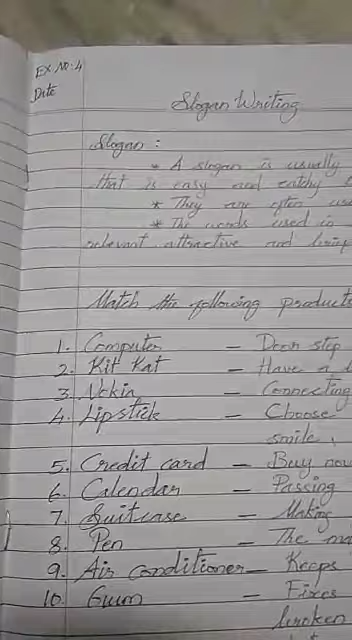 Ex No: 4
Date
Slogan Writing
Slogan :
* A slogan is usually
that is easy and catchy
* They are often
* The words used in
relevant attractive and
Match the following products
1. Computer - Door step
2. Kit Kat - Have a
3. Nokia - Connecting
4. Lipstick - Choose
smile.
5. Credit card - Buy now
6. Calendar - Passing
7. Suitcase - Making
8. Pen - The
9. Air conditioner - Keeps
10. Gum - Fixes
broken